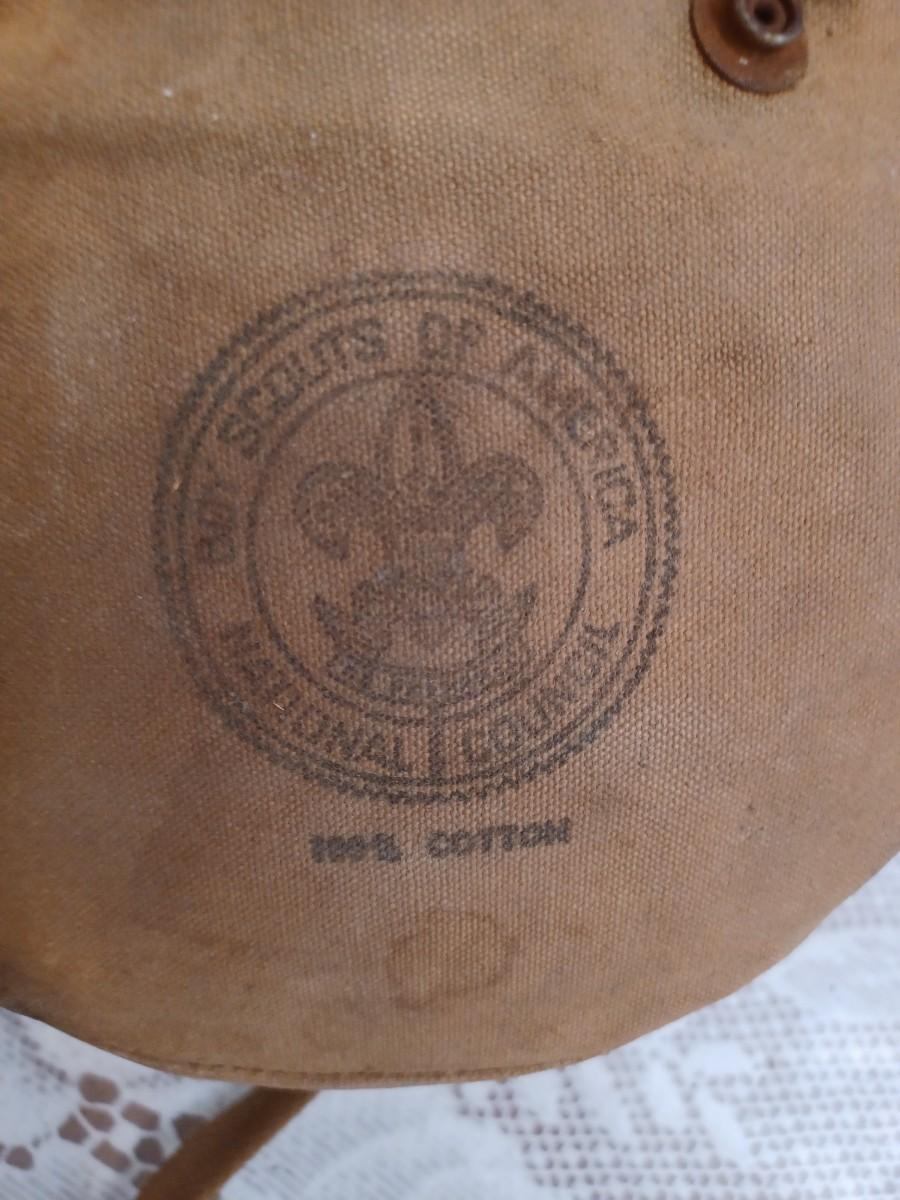 BOY SCOUTS OF AMERICA
NATIONAL COUNCIL
100% COTTON